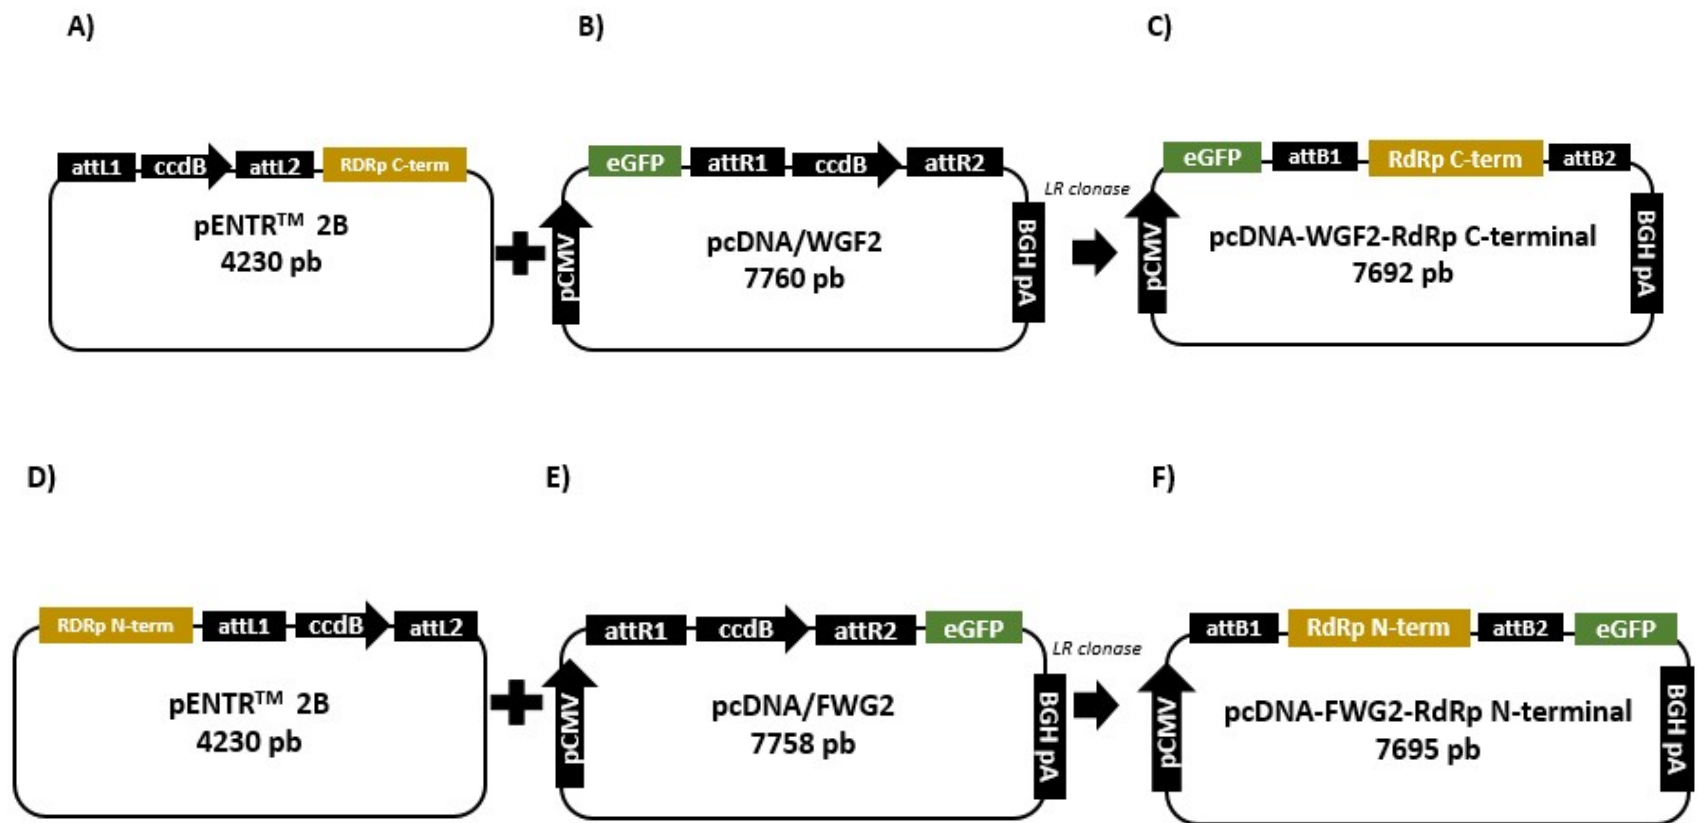 A)
B)
C)
attL1
ccdB
attL2
RDRp C-term
pENTR™ 2B
4230 pb
pCMV
eGFP
attR1
ccdB
attR2
BGH pA
pcDNA/WGF2
7760 pb
LR clonase
pCMV
eGFP
attB1
RdRp C-term
attB2
BGH pA
pcDNA-WGF2-RdRp C-terminal
7692 pb
D)
E)
F)
RDRp N-term
attL1
ccdB
attL2
pENTR™ 2B
4230 pb
pCMV
attR1
ccdB
attR2
eGFP
BGH pA
pcDNA/FWG2
7758 pb
LR clonase
pCMV
attB1
RdRp N-term
attB2
eGFP
BGH pA
pcDNA-FWG2-RdRp N-terminal
7695 pb